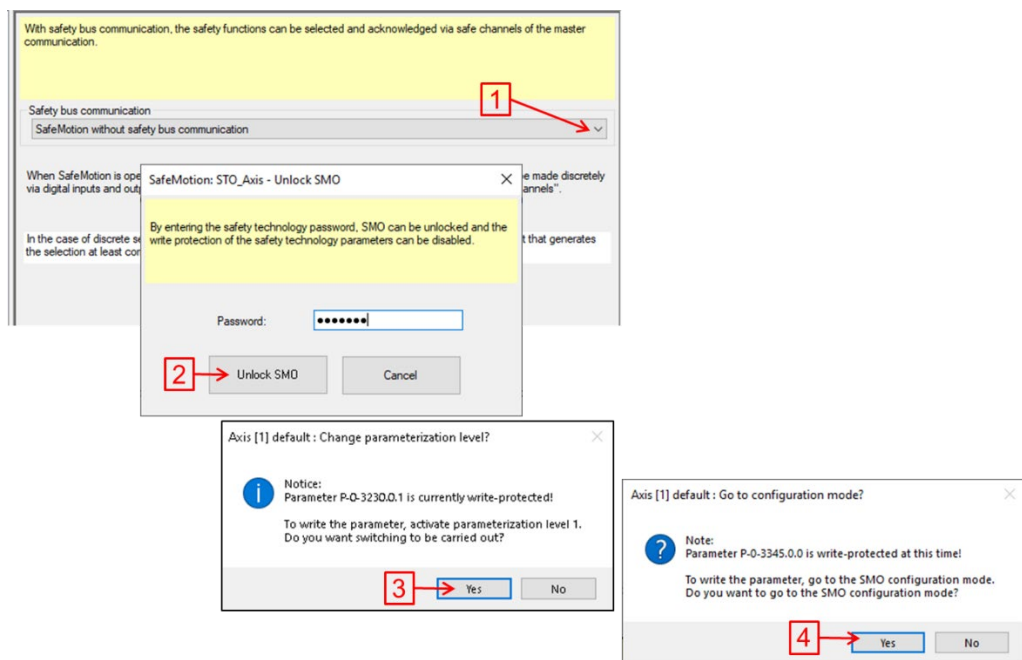 With safety bus communication, the safety functions can be selected and acknowledged via safe channels of the master
communication.
1
Safety bus communication
SafeMotion without safety bus communication
When SafeMotion is ope
e made discretely
via digital inputs and outp
annels".
In the case of discrete se
t that generates
the selection at least cor
SafeMotion: STO_Axis - Unlock SMO
By entering the safety technology password, SMO can be unlocked and the
write protection of the safety technology parameters can be disabled.
Password: •••••••
2
Unlock SMO
Cancel
Axis [1] default : Change parameterization level?
Notice:
Parameter P-0-3230.0.1 is currently write-protected!
To write the parameter, activate parameterization level 1.
Do you want switching to be carried out?
3
Yes
No
Axis [1] default : Go to configuration mode?
Note:
Parameter P-0-3345.0.0 is write-protected at this time!
To write the parameter, go to the SMO configuration mode.
Do you want to go to the SMO configuration mode?
4
Yes
No